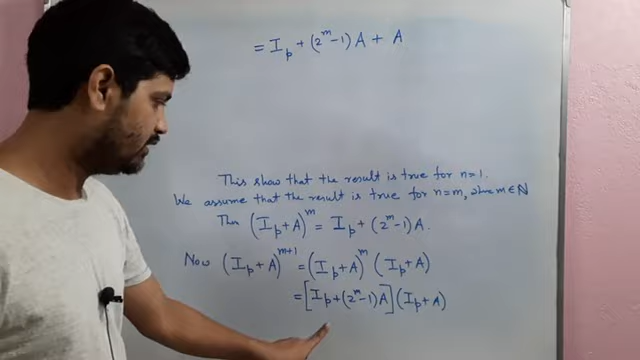 = I_p + (2^m - 1) A + A
This show that the result is true for n=1.
We assume that the result is true for n=m, where m ∈ N
Then (I_p + A)^m = I_p + (2^m - 1) A.
Now (I_p + A)^{m+1} = (I_p + A)^m (I_p + A)
= [I_p + (2^m - 1) A] (I_p + A)